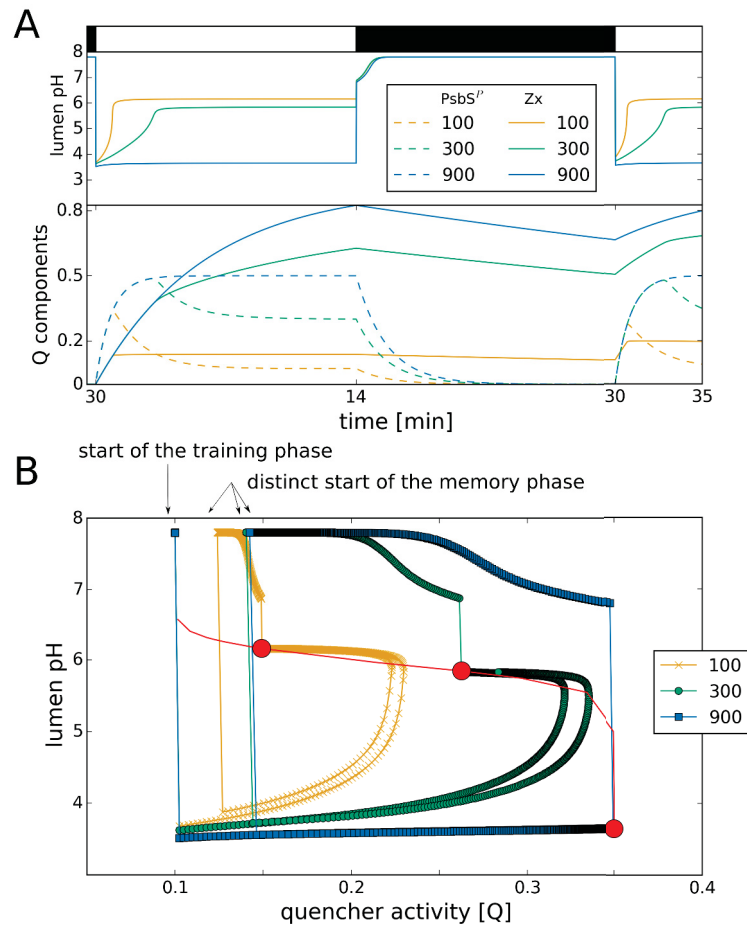 A
8
7
6
5
4
3
lumen pH
PsbS^P Zx
100 100
300 300
900 900
0.8
0.5
0.2
0
Q components
30 14 30 35
time [min]
start of the training phase
B
distinct start of the memory phase
8
7
6
5
4
lumen pH
100
300
900
0.1 0.2 0.3 0.4
quencher activity [Q]